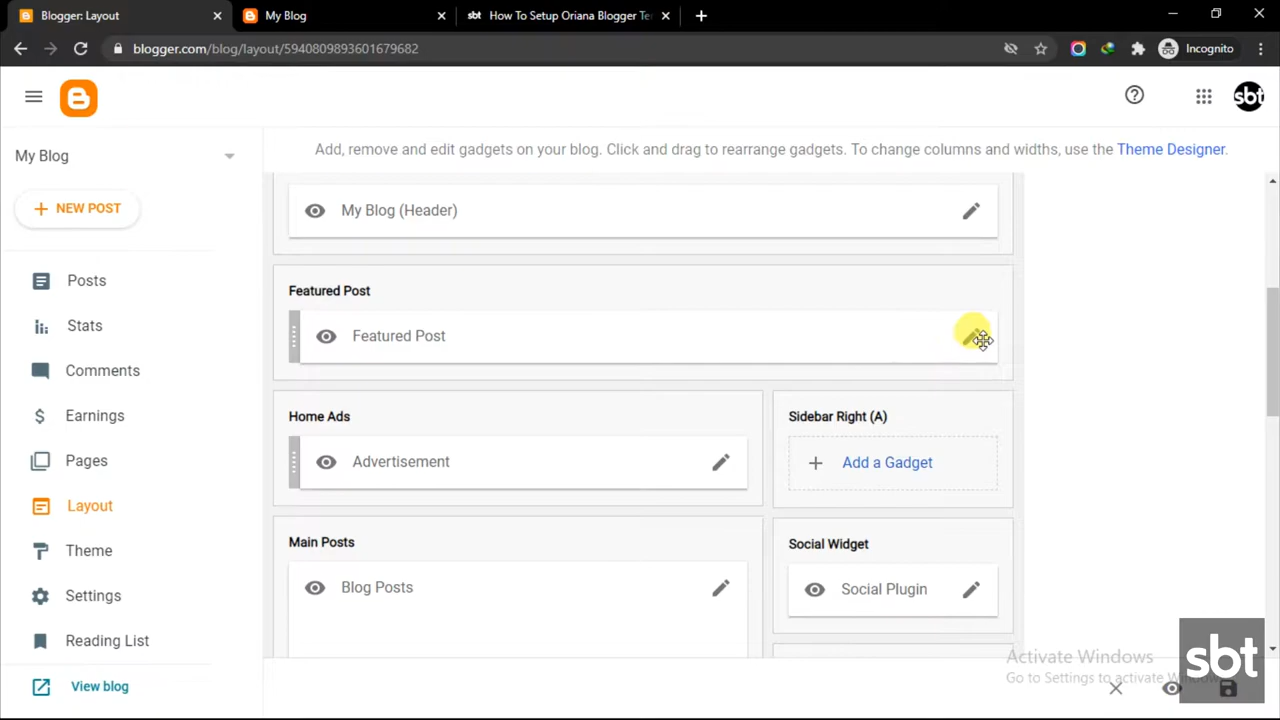 Blogger: Layout
My Blog
sbt How To Setup Oriana Blogger Te
blogger.com/blog/layout/5940809893601679682
Incognito
sbt
My Blog
Add, remove and edit gadgets on your blog. Click and drag to rearrange gadgets. To change columns and widths, use the Theme Designer.
NEW POST
My Blog (Header)
Posts
Featured Post
Stats
Featured Post
Comments
Earnings
Home Ads
Sidebar Right (A)
Pages
Advertisement
Add a Gadget
Layout
Main Posts
Social Widget
Theme
Blog Posts
Social Plugin
Settings
Reading List
Activate Windows
Go to Settings to activate Windows.
sbt
View blog